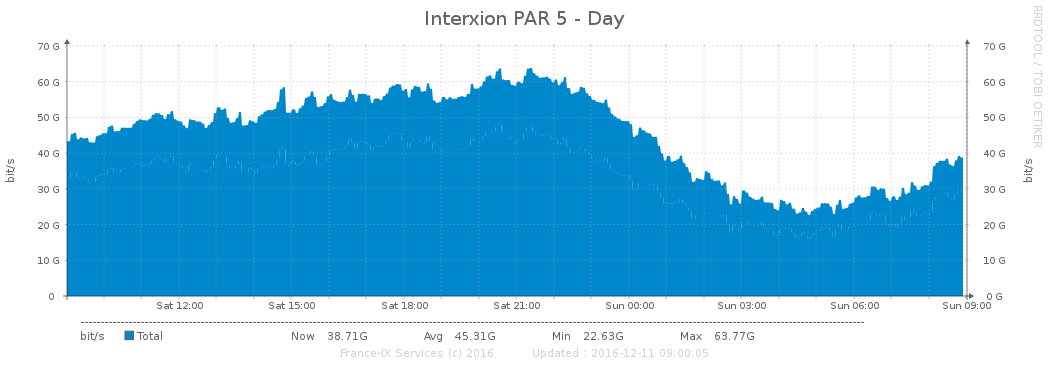 Interxion PAR 5 - Day
RRDTOOL / TOBI OETIKER
bit/s
bit/s
70 G 70 G
60 G 60 G
50 G 50 G
40 G 40 G
30 G 30 G
20 G 20 G
10 G 10 G
0 0 G
Sat 12:00 Sat 15:00 Sat 18:00 Sat 21:00 Sun 00:00 Sun 03:00 Sun 06:00 Sun 09:00
bit/s Total Now 38.71G Avg 45.31G Min 22.63G Max 63.77G
France-IX Services (c) 2016 Updated : 2016-12-11 09:00:05